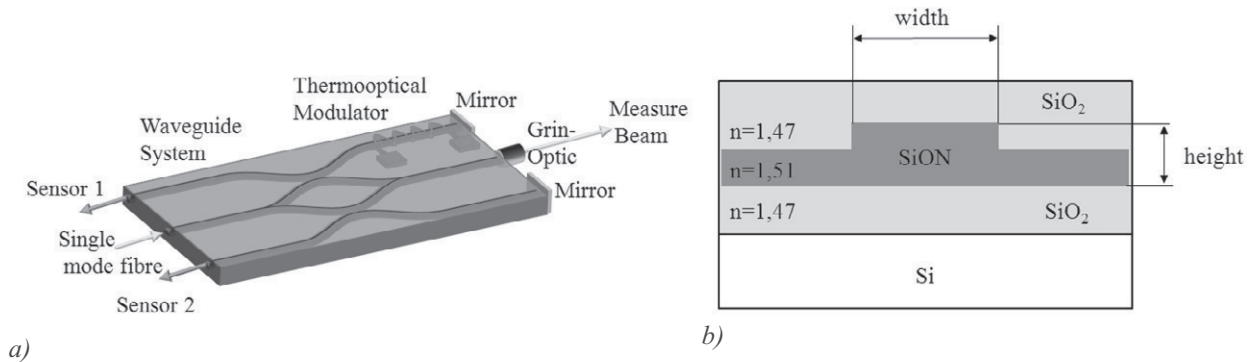 Thermooptical
Modulator
Mirror
Measure
Beam
Waveguide
System
Grin-
Optic
Sensor 1
Mirror
Single
mode fibre
Sensor 2
a)
width
SiO₂
n=1,47
SiON
height
n=1,51
n=1,47
SiO₂
Si
b)